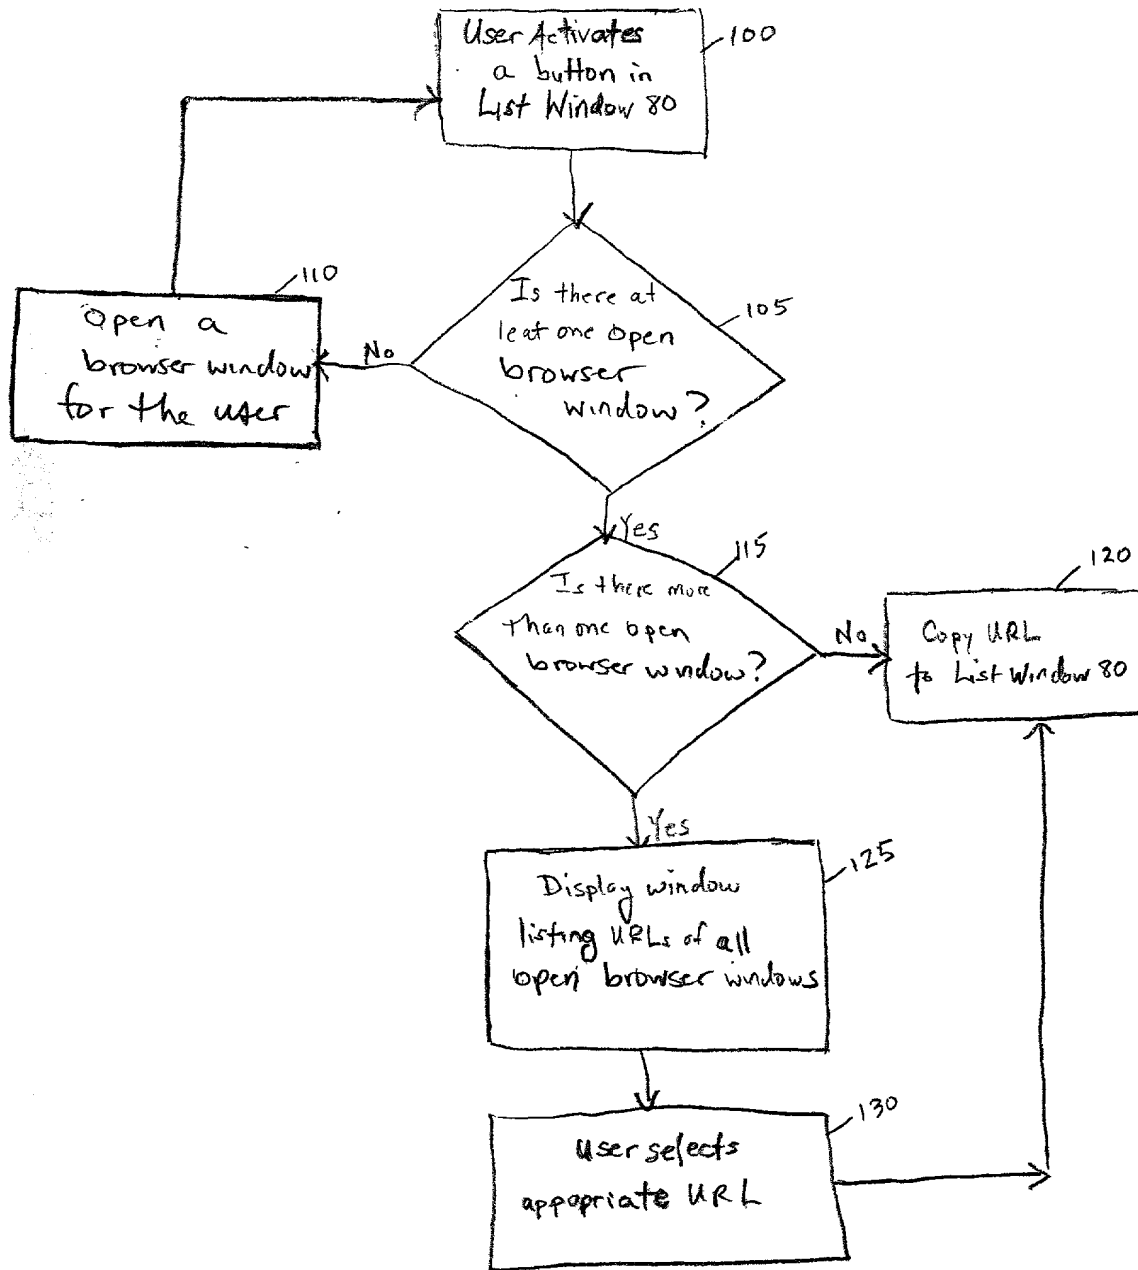 User Activates
a button in
List Window 80
100
110
Open a
browser window
for the user
No
Is there at
leat one open
browser
window?
105
Yes
115
Is there more
than one open
browser window?
No
120
Copy URL
to List Window 80
Yes
125
Display window
listing URLs of all
open browser windows
130
User selects
appopriate URL